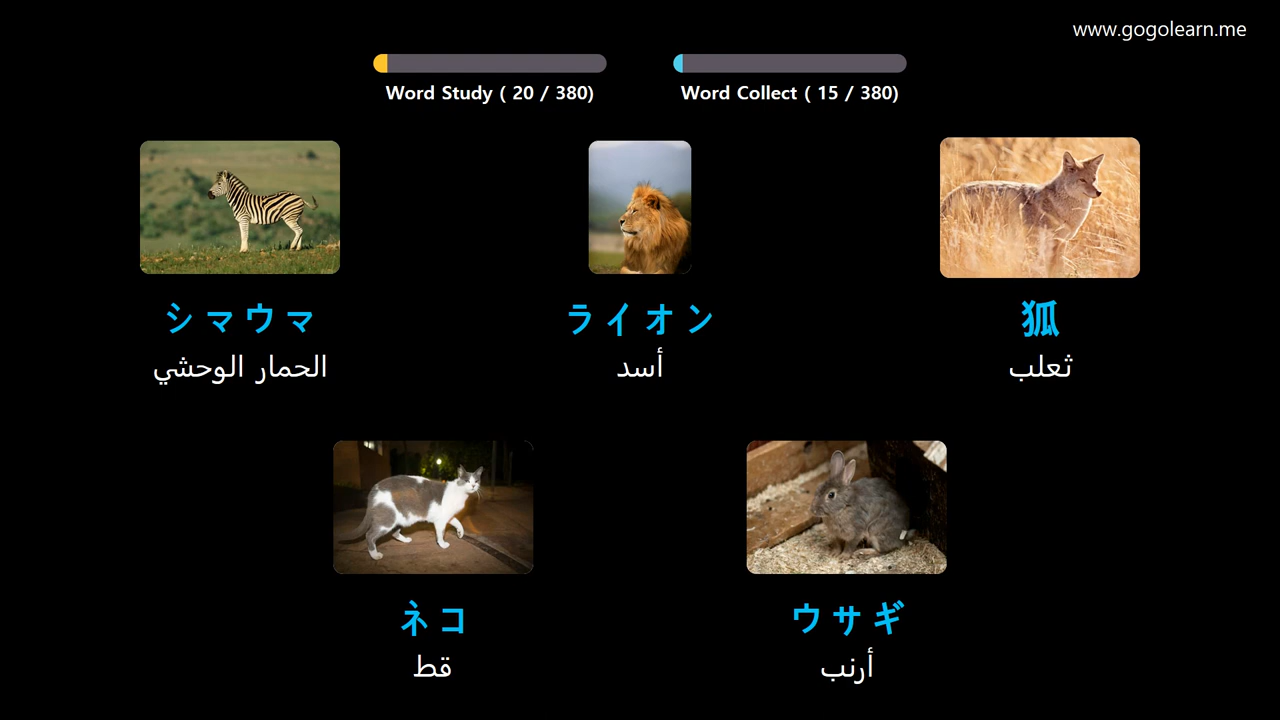 www.gogolearn.me
Word Study ( 20 / 380)
Word Collect ( 15 / 380)
シマウマ
الحمار الوحشي
ライオン
أسد
狐
ثعلب
ネコ
قط
ウサギ
أرنب